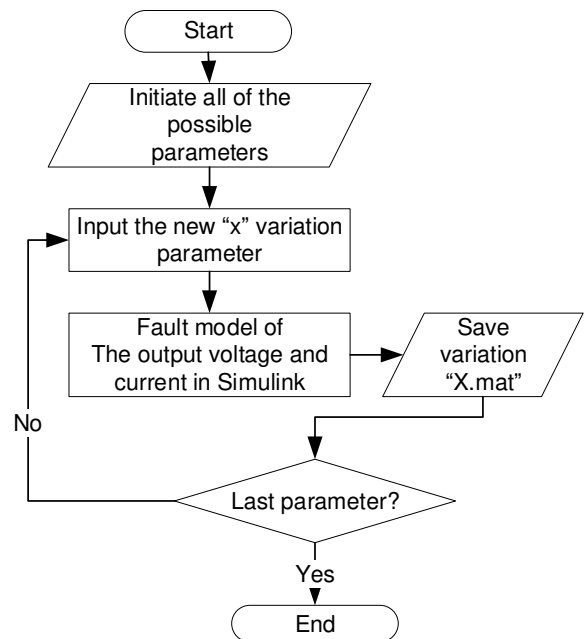 Start
Initiate all of the
possible
parameters
Input the new “x” variation
parameter
Fault model of
The output voltage and
current in Simulink
Save
variation
“X.mat”
No
Last parameter?
Yes
End